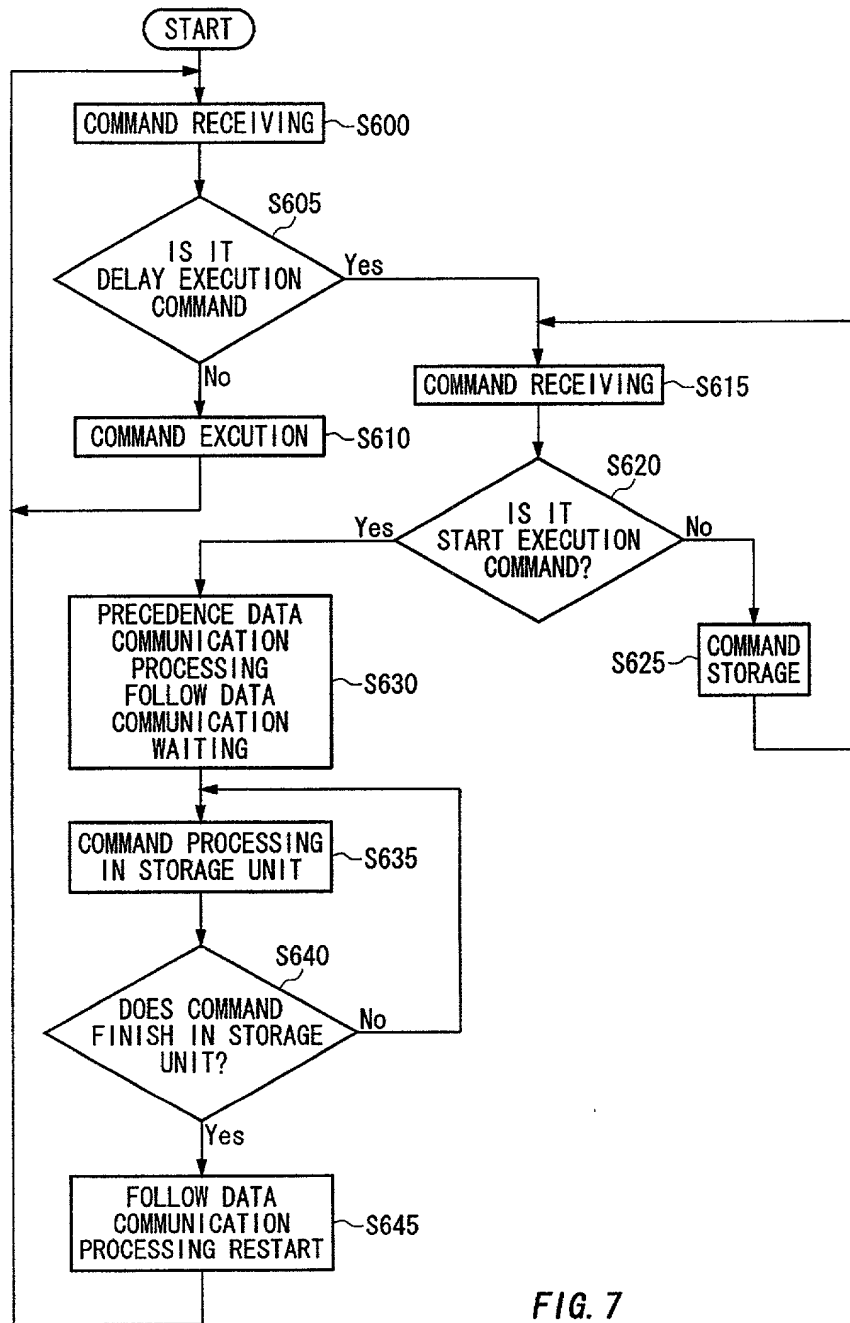 START
COMMAND RECEIVING
S600
S605
IS IT
DELAY EXECUTION
COMMAND
Yes
No
COMMAND EXCUTION
S610
COMMAND RECEIVING
S615
S620
IS IT
START EXECUTION
COMMAND?
Yes
No
COMMAND
STORAGE
S625
PRECEDENCE DATA
COMMUNICATION
PROCESSING
FOLLOW DATA
COMMUNICATION
WAITING
S630
COMMAND PROCESSING
IN STORAGE UNIT
S635
S640
DOES COMMAND
FINISH IN STORAGE
UNIT?
No
Yes
FOLLOW DATA
COMMUNICATION
PROCESSING RESTART
S645
FIG. 7